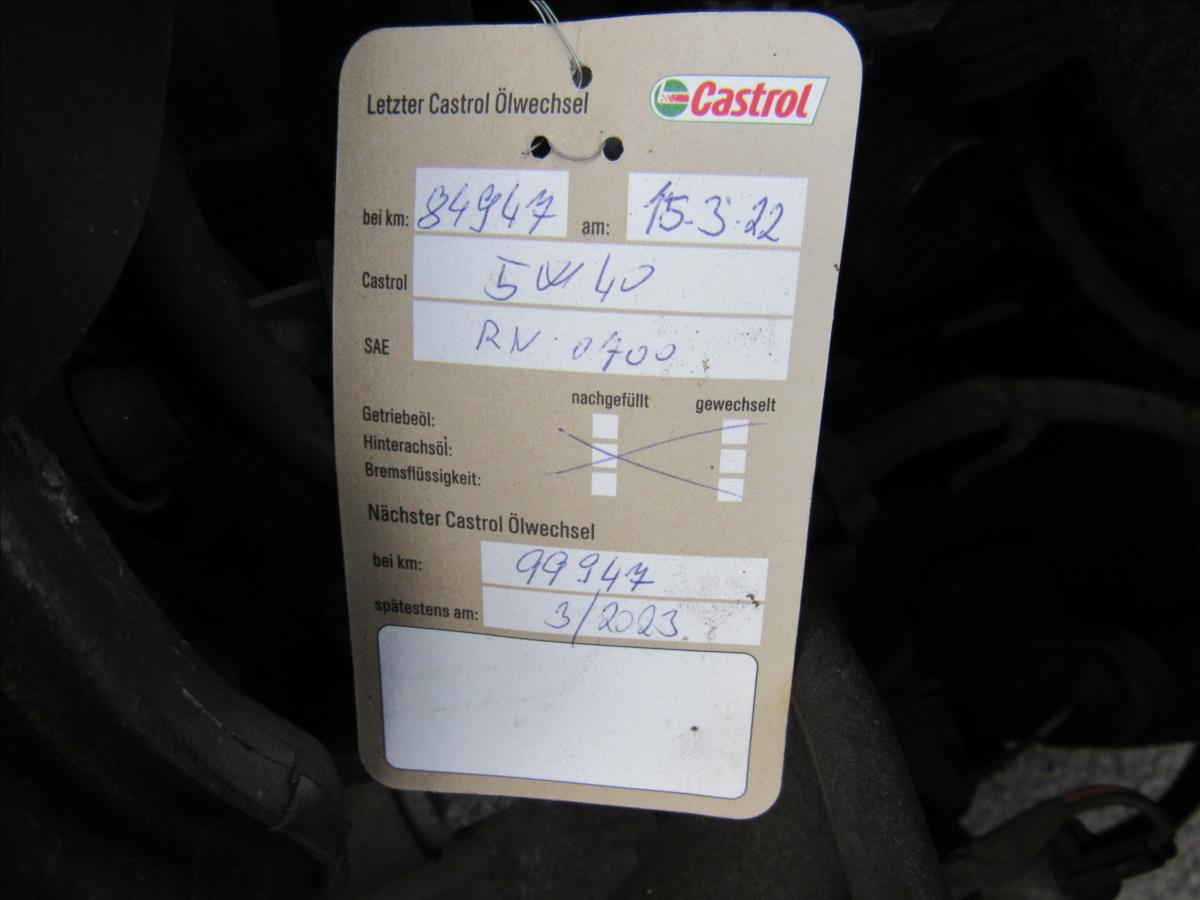 Letzter Castrol Ölwechsel
Castrol
bei km: 84947 am: 15.3.22
Castrol 5W40
SAE RN 0700
nachgefüllt gewechselt
Getriebeöl:
Hinterachsöl:
Bremsflüssigkeit:
Nächster Castrol Ölwechsel
bei km: 99947
spätestens am: 3/2023